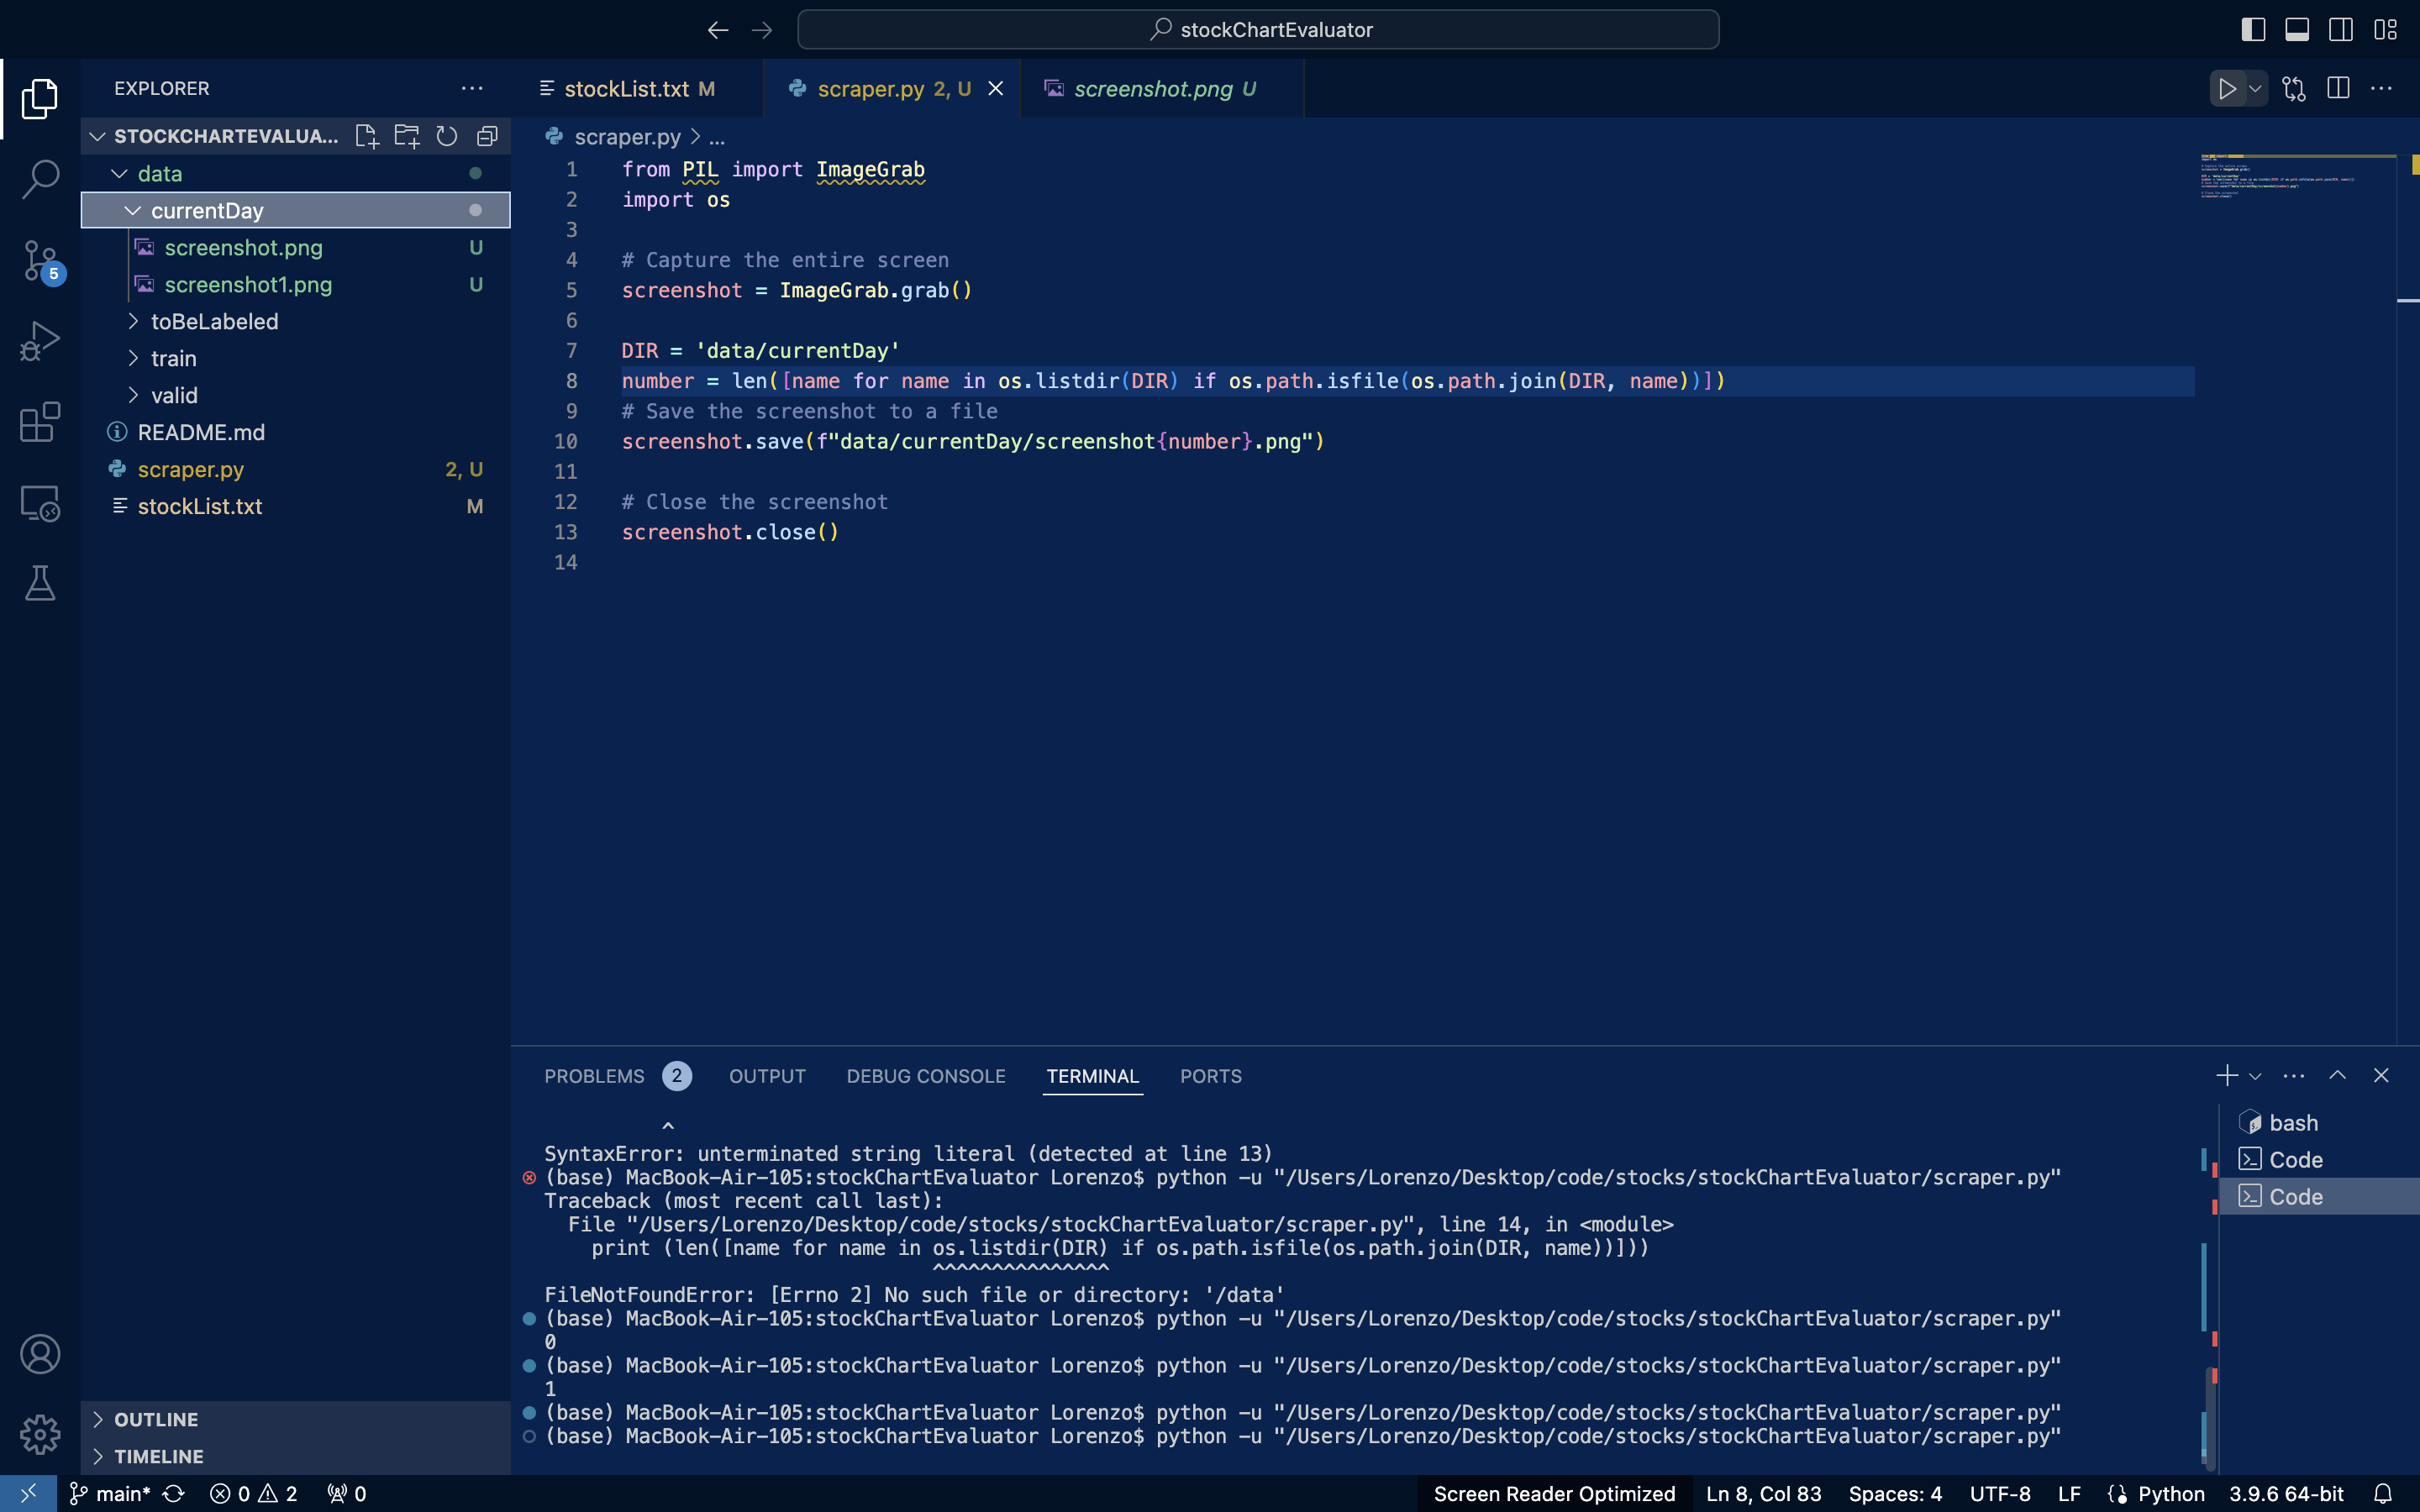 stockChartEvaluator
EXPLORER
STOCKCHARTEVALUA...
data
currentDay
screenshot.png U
screenshot1.png U
toBeLabeled
train
valid
README.md
scraper.py 2, U
stockList.txt M
OUTLINE
TIMELINE
5
stockList.txt M
scraper.py 2, U
screenshot.png U
scraper.py > ...
1 from PIL import ImageGrab
2 import os
3
4 # Capture the entire screen
5 screenshot = ImageGrab.grab()
6
7 DIR = 'data/currentDay'
8 number = len([name for name in os.listdir(DIR) if os.path.isfile(os.path.join(DIR, name))])
9 # Save the screenshot to a file
10 screenshot.save(f"data/currentDay/screenshot{number}.png")
11
12 # Close the screenshot
13 screenshot.close()
14
PROBLEMS 2 OUTPUT DEBUG CONSOLE TERMINAL PORTS
^
SyntaxError: unterminated string literal (detected at line 13)
(base) MacBook-Air-105:stockChartEvaluator Lorenzo$ python -u "/Users/Lorenzo/Desktop/code/stocks/stockChartEvaluator/scraper.py"
Traceback (most recent call last):
File "/Users/Lorenzo/Desktop/code/stocks/stockChartEvaluator/scraper.py", line 14, in <module>
print (len([name for name in os.listdir(DIR) if os.path.isfile(os.path.join(DIR, name))]))
^^^^^^^^^^^^^^^
FileNotFoundError: [Errno 2] No such file or directory: '/data'
(base) MacBook-Air-105:stockChartEvaluator Lorenzo$ python -u "/Users/Lorenzo/Desktop/code/stocks/stockChartEvaluator/scraper.py"
0
(base) MacBook-Air-105:stockChartEvaluator Lorenzo$ python -u "/Users/Lorenzo/Desktop/code/stocks/stockChartEvaluator/scraper.py"
1
(base) MacBook-Air-105:stockChartEvaluator Lorenzo$ python -u "/Users/Lorenzo/Desktop/code/stocks/stockChartEvaluator/scraper.py"
(base) MacBook-Air-105:stockChartEvaluator Lorenzo$ python -u "/Users/Lorenzo/Desktop/code/stocks/stockChartEvaluator/scraper.py"
bash
Code
Code
main* 0 2 0 Screen Reader Optimized Ln 8, Col 83 Spaces: 4 UTF-8 LF Python 3.9.6 64-bit